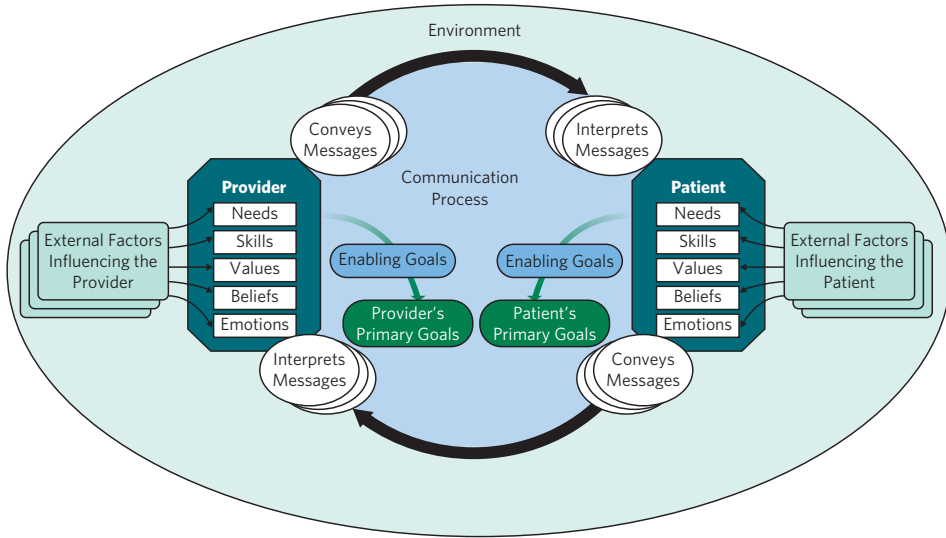 Environment
Conveys
Messages
Interprets
Messages
Communication
Process
Provider
Needs
Skills
Values
Beliefs
Emotions
Patient
Needs
Skills
Values
Beliefs
Emotions
External Factors
Influencing the
Provider
External Factors
Influencing the
Patient
Enabling Goals
Enabling Goals
Provider's
Primary Goals
Patient's
Primary Goals
Interprets
Messages
Conveys
Messages